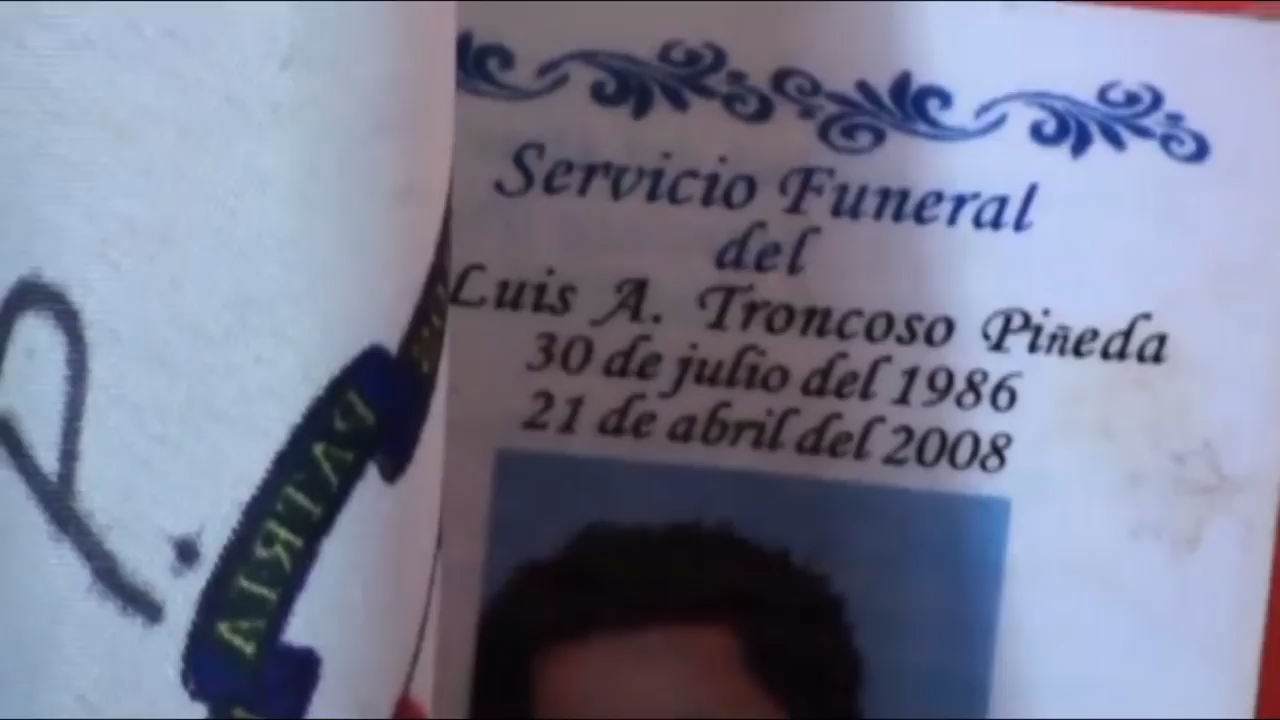 Servicio Funeral
del
Luis A. Troncoso Piñeda
30 de julio del 1986
21 de abril del 2008
P.
PATRIA